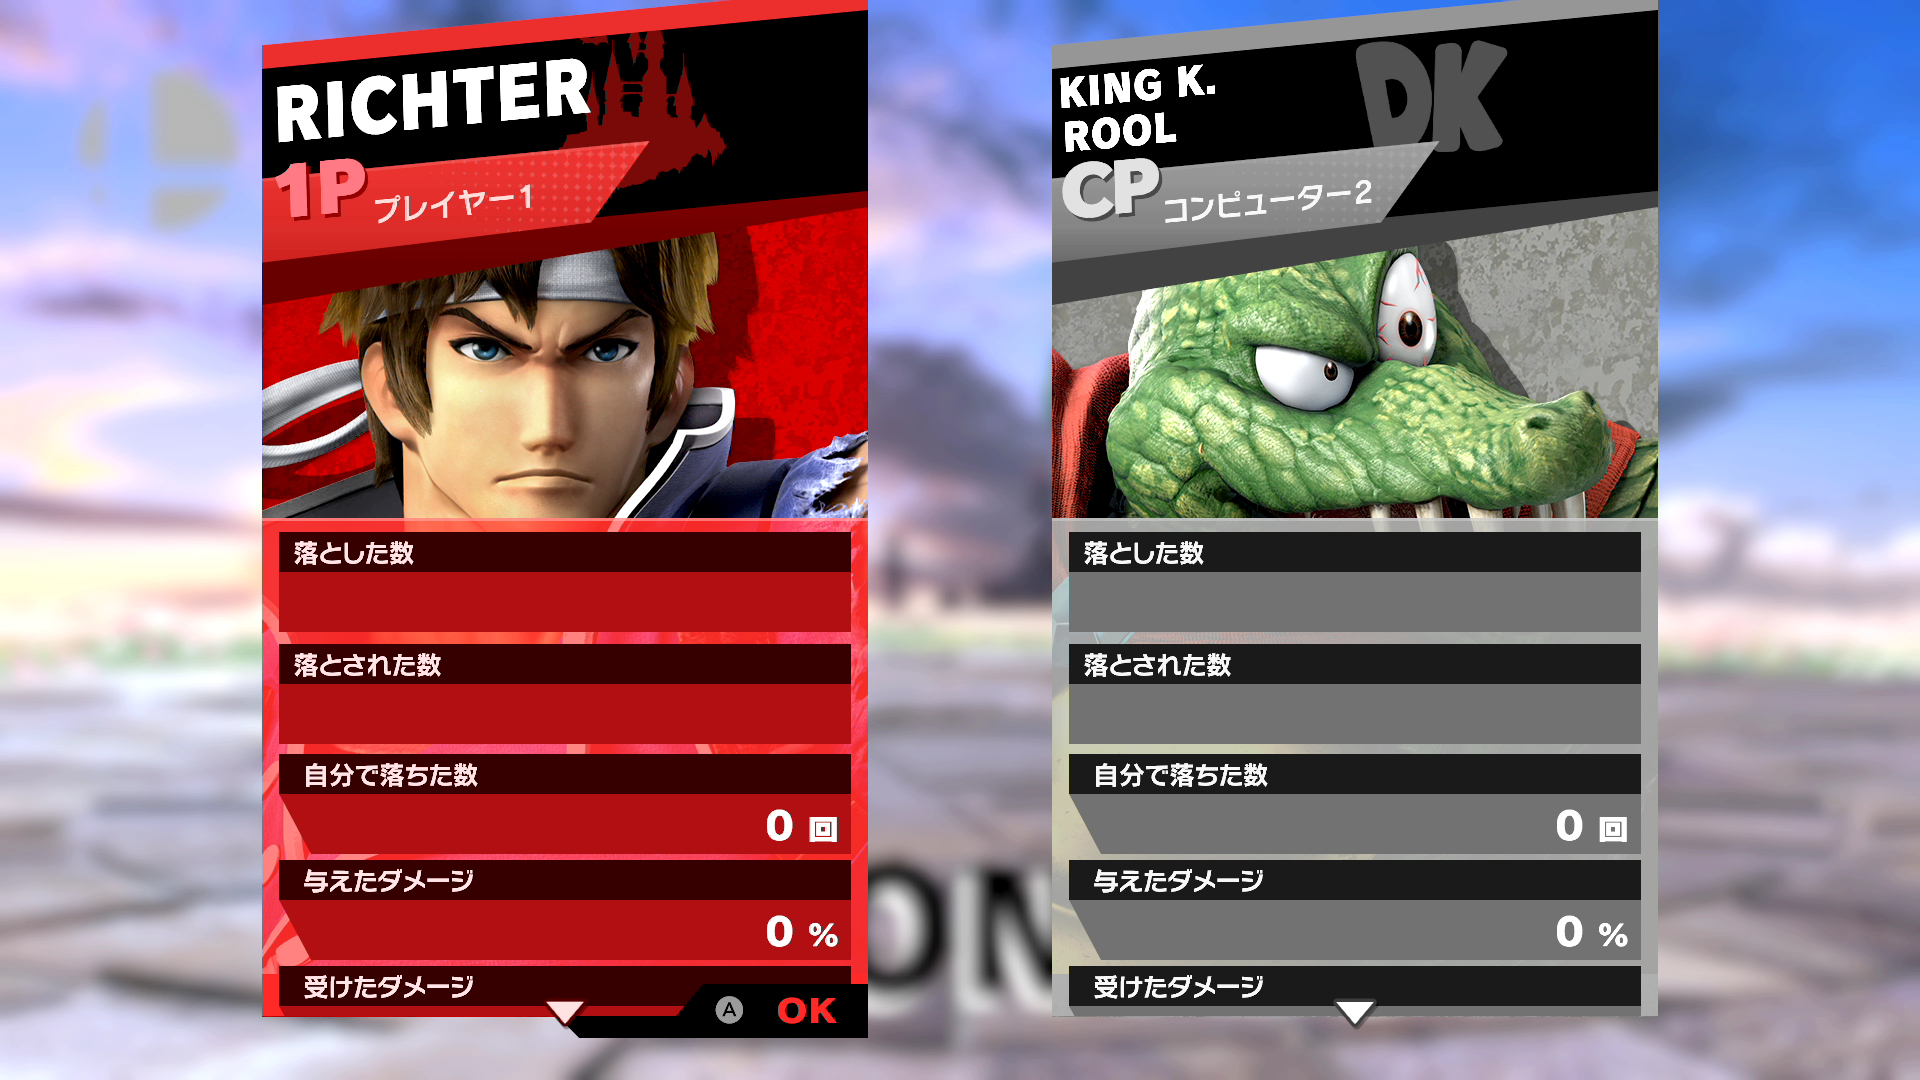 RICHTER
1P プレイヤー1
落とした数
落とされた数
自分で落ちた数
0 回
与えたダメージ
0 %
受けたダメージ
A OK
KING K.
ROOL
DK
CP コンピューター2
落とした数
落とされた数
自分で落ちた数
0 回
与えたダメージ
0 %
受けたダメージ